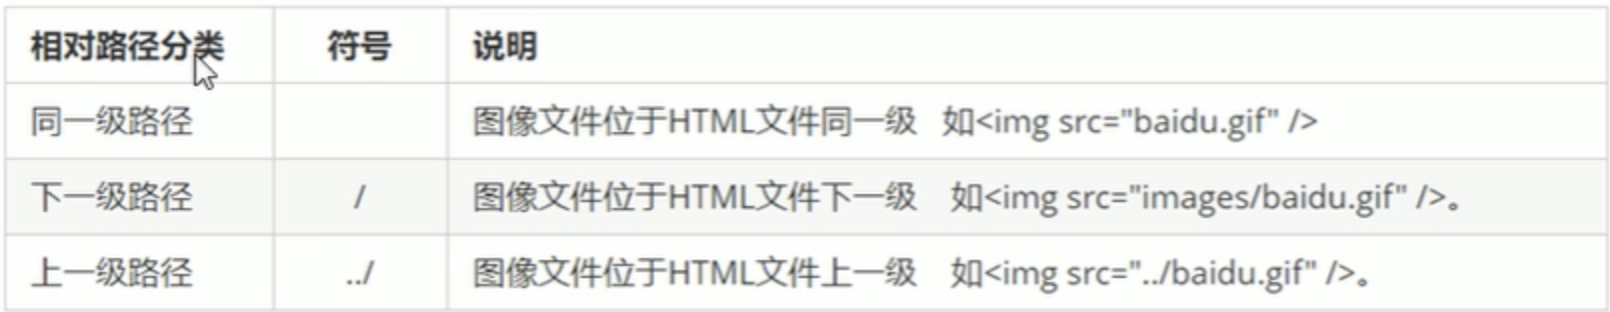 相对路径分类 符号 说明
同一级路径 图像文件位于HTML文件同一级 如<img src="baidu.gif" />
下一级路径 / 图像文件位于HTML文件下一级 如<img src="images/baidu.gif" />。
上一级路径 ../ 图像文件位于HTML文件上一级 如<img src="../baidu.gif" />。